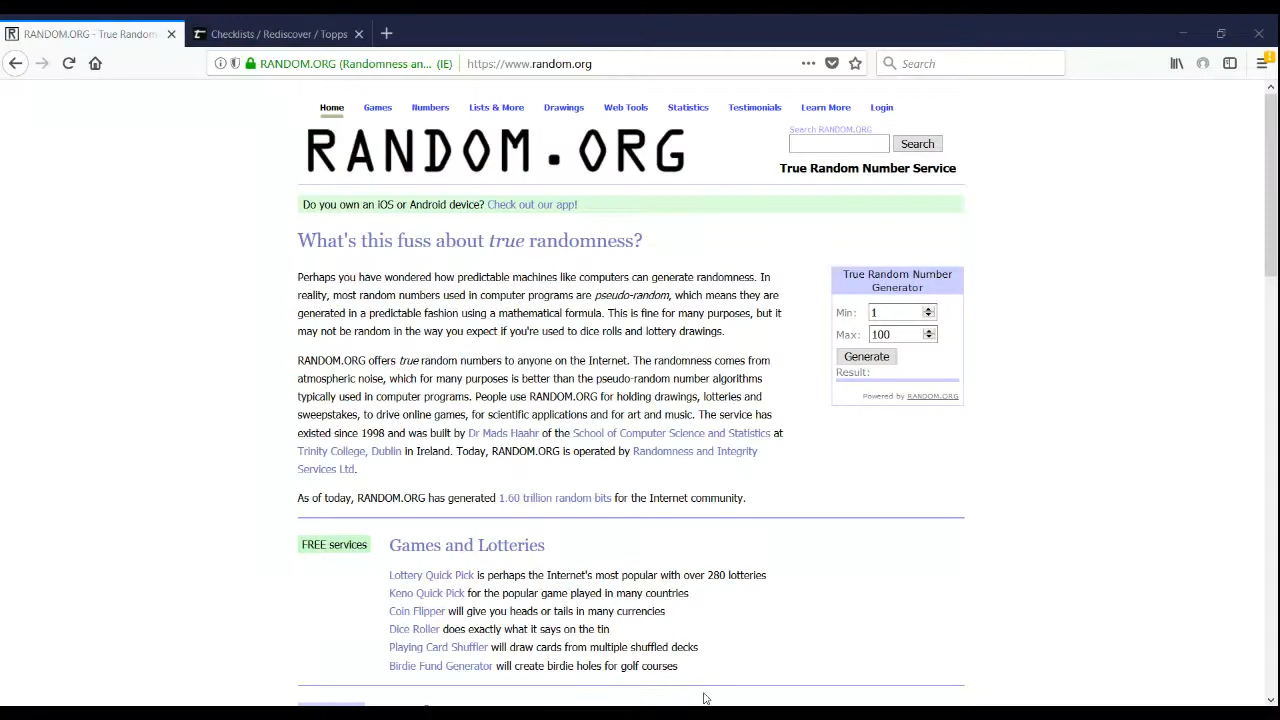 RANDOM.ORG - True Random
Checklists / Rediscover / Topps
RANDOM.ORG (Randomness an... (IE)
https://www.random.org
Search
Home Games Numbers Lists & More Drawings Web Tools Statistics Testimonials Learn More Login
Search RANDOM.ORG
RANDOM.ORG
Search
True Random Number Service
Do you own an iOS or Android device? Check out our app!
What's this fuss about true randomness?
Perhaps you have wondered how predictable machines like computers can generate randomness. In
reality, most random numbers used in computer programs are pseudo-random, which means they are
generated in a predictable fashion using a mathematical formula. This is fine for many purposes, but it
may not be random in the way you expect if you're used to dice rolls and lottery drawings.
RANDOM.ORG offers true random numbers to anyone on the Internet. The randomness comes from
atmospheric noise, which for many purposes is better than the pseudo-random number algorithms
typically used in computer programs. People use RANDOM.ORG for holding drawings, lotteries and
sweepstakes, to drive online games, for scientific applications and for art and music. The service has
existed since 1998 and was built by Dr Mads Haahr of the School of Computer Science and Statistics at
Trinity College, Dublin in Ireland. Today, RANDOM.ORG is operated by Randomness and Integrity
Services Ltd.
As of today, RANDOM.ORG has generated 1.60 trillion random bits for the Internet community.
True Random Number
Generator
Min: 1
Max: 100
Generate
Result:
Powered by RANDOM.ORG
FREE services
Games and Lotteries
Lottery Quick Pick is perhaps the Internet's most popular with over 280 lotteries
Keno Quick Pick for the popular game played in many countries
Coin Flipper will give you heads or tails in many currencies
Dice Roller does exactly what it says on the tin
Playing Card Shuffler will draw cards from multiple shuffled decks
Birdie Fund Generator will create birdie holes for golf courses